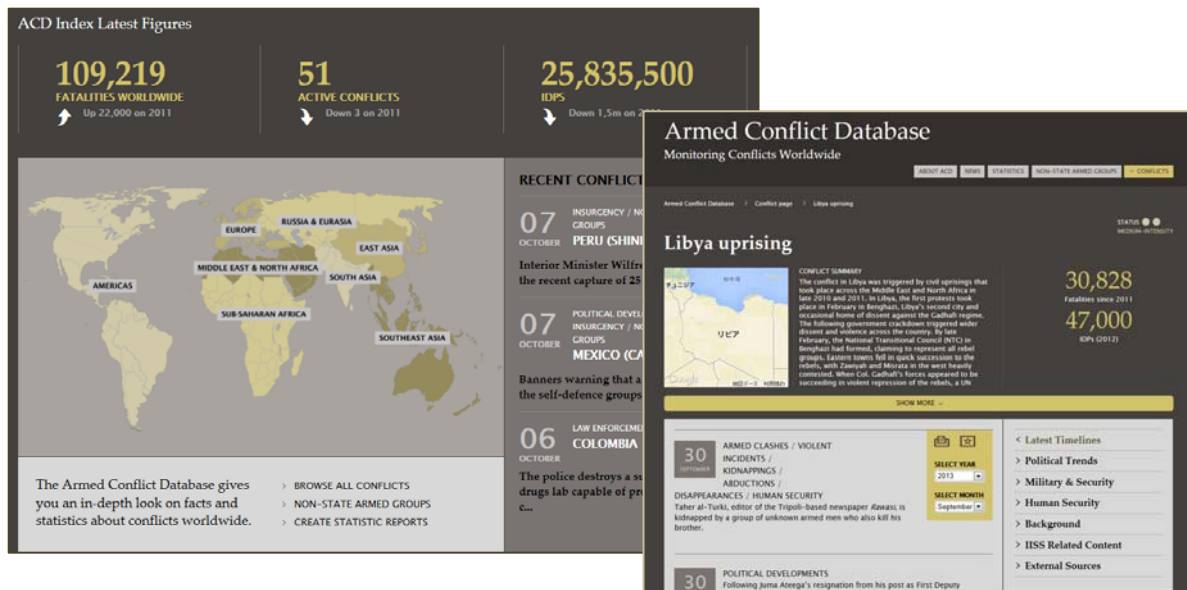 ACD Index Latest Figures
109,219
FATALITIES WORLDWIDE
Up 22,000 on 2011
51
ACTIVE CONFLICTS
Down 3 on 2011
25,835,500
IDPS
Down 1,5m on
EUROPE
RUSSIA & EURASIA
EAST ASIA
MIDDLE EAST & NORTH AFRICA
SOUTH ASIA
AMERICAS
SUB-SAHARAN AFRICA
SOUTHEAST ASIA
The Armed Conflict Database gives
you an in-depth look on facts and
statistics about conflicts worldwide.
> BROWSE ALL CONFLICTS
> NON-STATE ARMED GROUPS
> CREATE STATISTIC REPORTS
RECENT CONFLICT
07
OCTOBER
INSURGENCY /
GROUPS
PERU
Interior Minister
the recent capture of 25
07
OCTOBER
POLITICAL
INSURGENCY /
GROUPS
MEXICO
Banners warning that a
the self-defence groups
06
OCTOBER
LAW
COLOMBIA
The police destroys a
drugs lab capable of
Armed Conflict Database
Monitoring Conflicts Worldwide
ABOUT ACD
NEWS
STATISTICS
NON-STATE ARMED GROUPS
CONFLICTS
Armed Conflict Database > Conflict page > Libya uprising
STATUS
MEDIUM-INTENSITY
Libya uprising
チュニジア
リビア
Google
地図データ 利用規約
CONFLICT SUMMARY
The conflict in Libya was triggered by civil uprisings that
took place across the Middle East and North Africa in
late 2010 and 2011. In Libya, the first protests took
place in February in Benghazi, Libya's second city and
occasional home of dissent against the Gadhafi regime.
The following government crackdown triggered wider
dissent and violence across the country. By late
February, the National Transitional Council (NTC) in
Benghazi had formed, claiming to represent all rebel
groups. Eastern towns fell in quick succession to the
rebels, with Zawiyah and Misrata in the west heavily
contested. When Col. Gadhafi's forces appeared to be
succeeding in violent repression of the rebels, a UN
30,828
Fatalities since 2011
47,000
IDPs (2012)
SHOW MORE
30
SEPTEMBER
ARMED CLASHES / VIOLENT
INCIDENTS /
KIDNAPPINGS /
ABDUCTIONS /
DISAPPEARANCES / HUMAN SECURITY
Taher al-Turki, editor of the Tripoli-based newspaper Rawasi, is
kidnapped by a group of unknown armed men who also kill his
brother.
SELECT YEAR
2013
SELECT MONTH
September
< Latest Timelines
> Political Trends
> Military & Security
> Human Security
> Background
> IISS Related Content
> External Sources
30
POLITICAL DEVELOPMENTS
Following Juma Ateega's resignation from his post as First Deputy